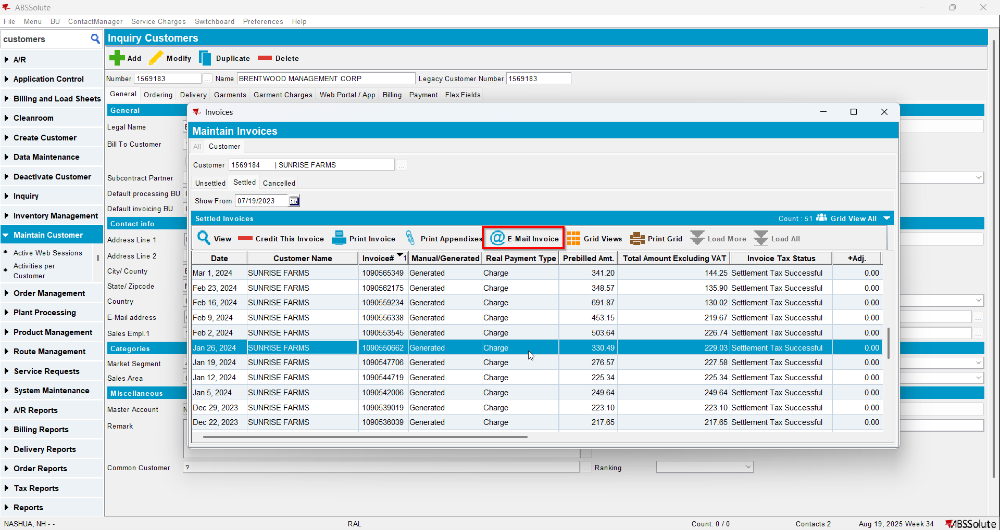 ABSSolute
File Menu BU ContactManager Service Charges Switchboard Preferences Help
customers
Inquiry Customers
Add Modify Duplicate Delete
Number 1569183 ... Name BRENTWOOD MANAGEMENT CORP Legacy Customer Number 1569183
General Ordering Delivery Garments Garment Charges Web Portal / App Billing Payment Flex Fields
A/R
Application Control
Billing and Load Sheets
Cleanroom
Create Customer
Data Maintenance
Deactivate Customer
Inquiry
Inventory Management
Maintain Customer
Active Web Sessions
Activities per
Customer
Order Management
Plant Processing
Product Management
Route Management
Service Requests
System Maintenance
A/R Reports
Billing Reports
Delivery Reports
Order Reports
Tax Reports
Reports
General
Legal Name
Bill To Customer
Subcontract Partner
Default processing BU
Default invoicing BU
Contact info
Address Line 1
Address Line 2
City/ County
State/ Zipcode
Country
E-Mail address
Sales Empl.1
Categories
Market Segment
Sales Area
Miscellaneous
Master Account
Remark
Common Customer ? ... Ranking
Invoices
Maintain Invoices
All Customer
Customer 1569184 | SUNRISE FARMS ...
Unsettled Settled Cancelled
Show From 07/19/2023 16
Settled Invoices Count : 51 Grid View All
View Credit This Invoice Print Invoice Print Appendixes E-Mail Invoice Grid Views Print Grid Load More Load All
Date Customer Name Invoice# 1 Manual/Generated Real Payment Type Prebilled Amt. Total Amount Excluding VAT Invoice Tax Status +Adj.
Mar 1, 2024 SUNRISE FARMS 1090565349 Generated Charge 341.20 144.25 Settlement Tax Successful 0.00
Feb 23, 2024 SUNRISE FARMS 1090562175 Generated Charge 348.57 135.90 Settlement Tax Successful 0.00
Feb 16, 2024 SUNRISE FARMS 1090559234 Generated Charge 691.87 130.02 Settlement Tax Successful 0.00
Feb 9, 2024 SUNRISE FARMS 1090556338 Generated Charge 453.15 219.67 Settlement Tax Successful 0.00
Feb 2, 2024 SUNRISE FARMS 1090553545 Generated Charge 503.64 226.74 Settlement Tax Successful 0.00
Jan 26, 2024 SUNRISE FARMS 1090550662 Generated Charge 330.49 229.03 Settlement Tax Successful 0.00
Jan 19, 2024 SUNRISE FARMS 1090547706 Generated Charge 276.57 227.58 Settlement Tax Successful 0.00
Jan 12, 2024 SUNRISE FARMS 1090544719 Generated Charge 225.34 225.34 Settlement Tax Successful 0.00
Jan 5, 2024 SUNRISE FARMS 1090542006 Generated Charge 249.64 249.64 Settlement Tax Successful 0.00
Dec 29, 2023 SUNRISE FARMS 1090539019 Generated Charge 223.10 223.10 Settlement Tax Successful 0.00
Dec 22, 2023 SUNRISE FARMS 1090536039 Generated Charge 217.65 217.65 Settlement Tax Successful 0.00
NASHUA, NH - - RAL Count: 0 / 0 Contacts 2 Aug 19, 2025 Week 34 ABSSolute